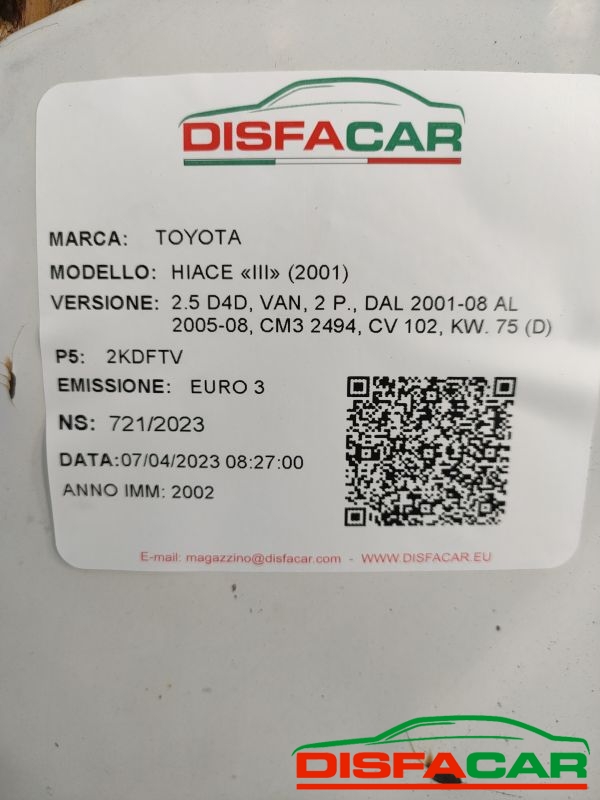 DISFACAR
MARCA: TOYOTA
MODELLO: HIACE «III» (2001)
VERSIONE: 2.5 D4D, VAN, 2 P., DAL 2001-08 AL
2005-08, CM3 2494, CV 102, KW. 75 (D)
P5: 2KDFTV
EMISSIONE: EURO 3
NS: 721/2023
DATA:07/04/2023 08:27:00
ANNO IMM: 2002
E-mail: magazzino@disfacar.com - WWW.DISFACAR.EU
DISFACAR